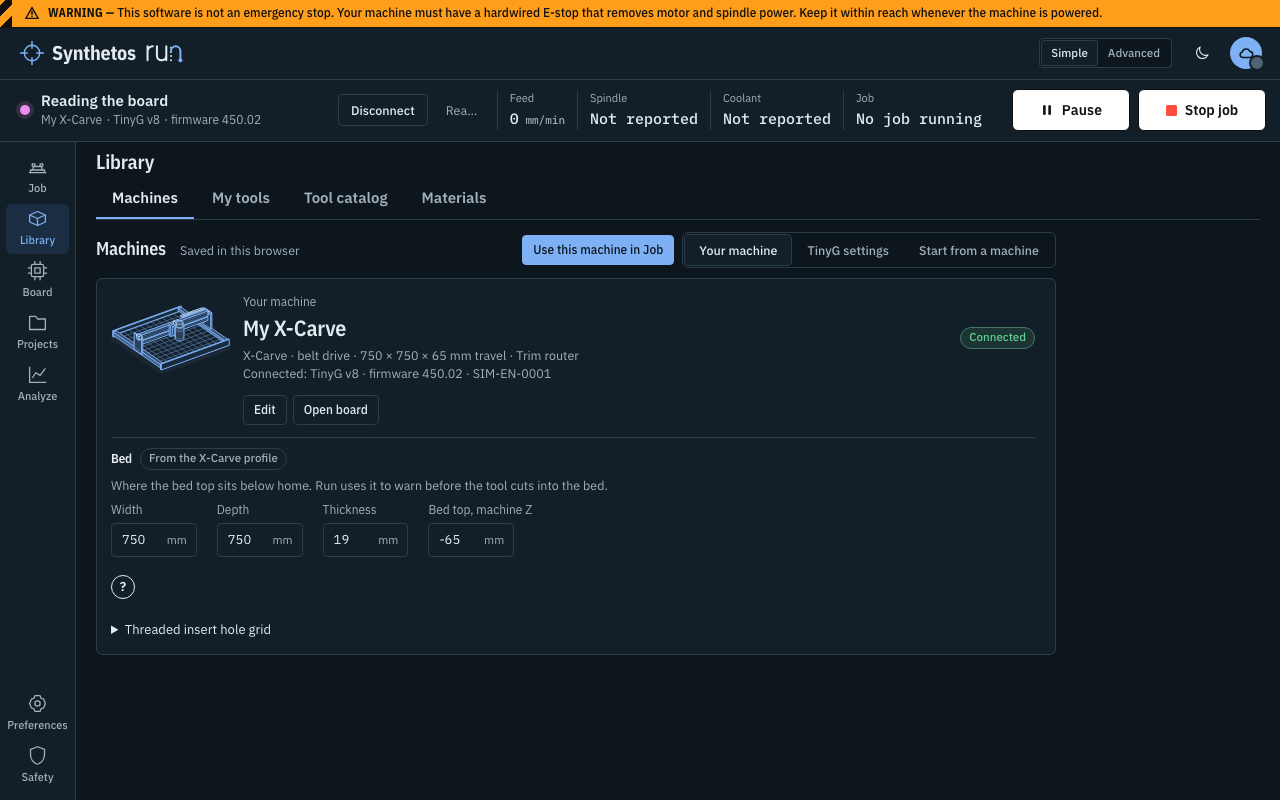 WARNING — This software is not an emergency stop. Your machine must have a hardwired E-stop that removes motor and spindle power. Keep it within reach whenever the machine is powered.
Synthetos run
Simple
Advanced
Reading the board
My X-Carve · TinyG v8 · firmware 450.02
Disconnect
Rea…
Feed
0 mm/min
Spindle
Not reported
Coolant
Not reported
Job
No job running
Pause
Stop job
Job
Library
Board
Projects
Analyze
Preferences
Safety
Library
Machines
My tools
Tool catalog
Materials
Machines
Saved in this browser
Use this machine in Job
Your machine
TinyG settings
Start from a machine
Your machine
My X-Carve
X-Carve · belt drive · 750 × 750 × 65 mm travel · Trim router
Connected: TinyG v8 · firmware 450.02 · SIM-EN-0001
Connected
Edit
Open board
Bed
From the X-Carve profile
Where the bed top sits below home. Run uses it to warn before the tool cuts into the bed.
Width
Depth
Thickness
Bed top, machine Z
750 mm
750 mm
19 mm
-65 mm
?
Threaded insert hole grid